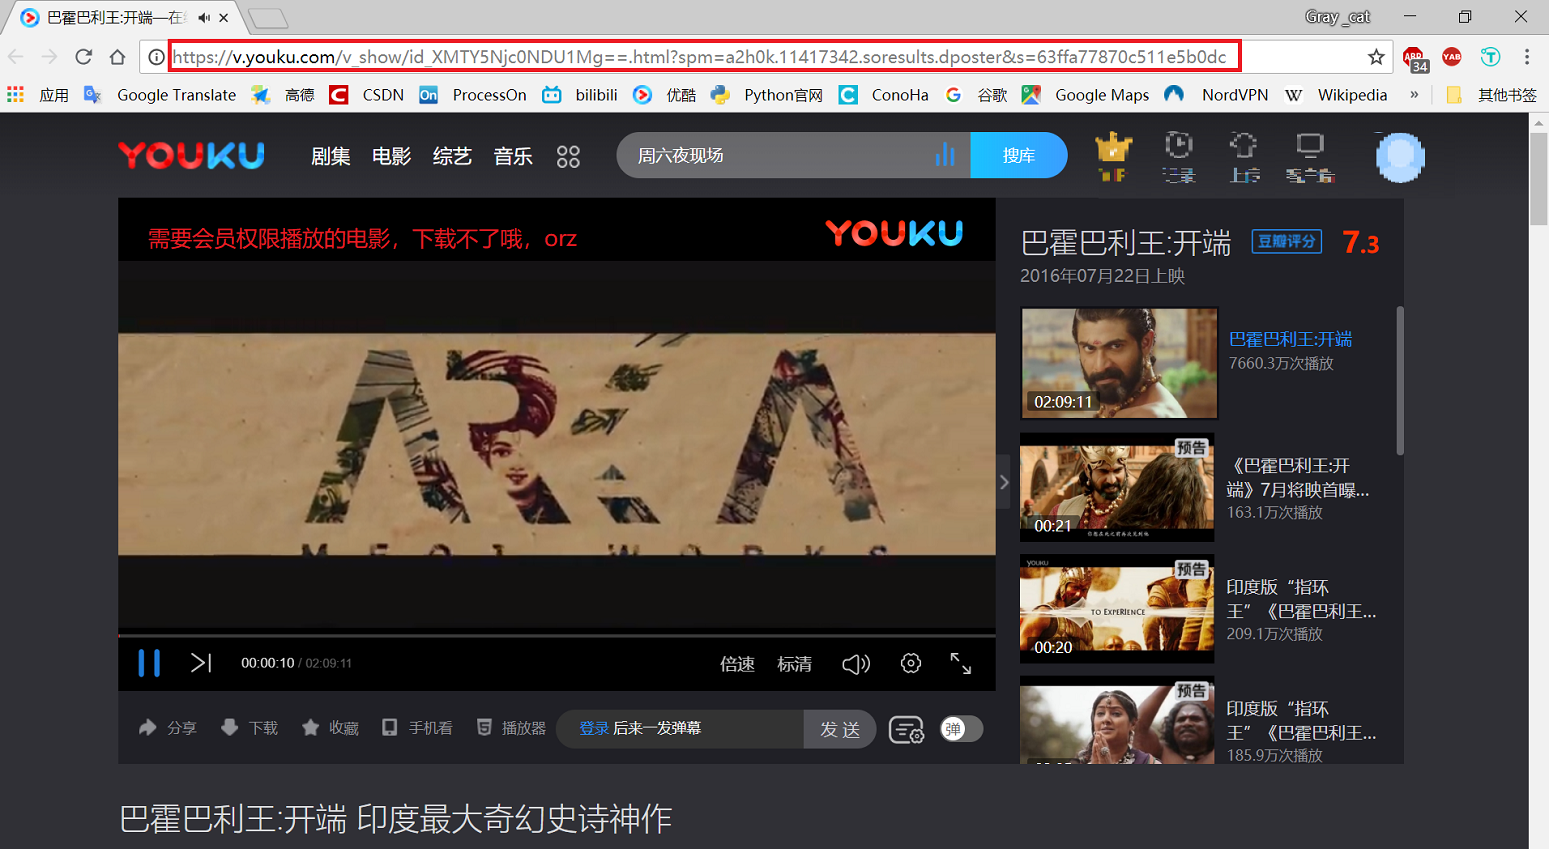 巴霍巴利王:开端—在
Gray_cat
https://v.youku.com/v_show/id_XMTY5Njc0NDU1Mg==.html?spm=a2h0k.11417342.soresults.dposter&s=63ffa77870c511e5b0dc
ABP 34 YAB T
应用 Google Translate 高德 CSDN On ProcessOn bilibili 优酷 Python官网 ConoHa 谷歌 Google Maps NordVPN W Wikipedia » 其他书签
YOUKU 剧集 电影 综艺 音乐 周六夜现场 搜库
需要会员权限播放的电影，下载不了哦，orz
YOUKU
巴霍巴利王:开端 豆瓣评分 7.3
2016年07月22日上映
巴霍巴利王:开端
7660.3万次播放
02:09:11
AREA
预告
《巴霍巴利王:开
端》7月将映首曝...
163.1万次播放
00:21
YOUKU
预告
TO EXPERIENCE
印度版“指环
王”《巴霍巴利王...
209.1万次播放
00:20
预告
印度版“指环
王”《巴霍巴利王...
185.9万次播放
00:00:10 / 02:09:11 倍速 标清
分享 下载 收藏 手机看 播放器 登录 后来一发弹幕 发送 弹
巴霍巴利王:开端 印度最大奇幻史诗神作